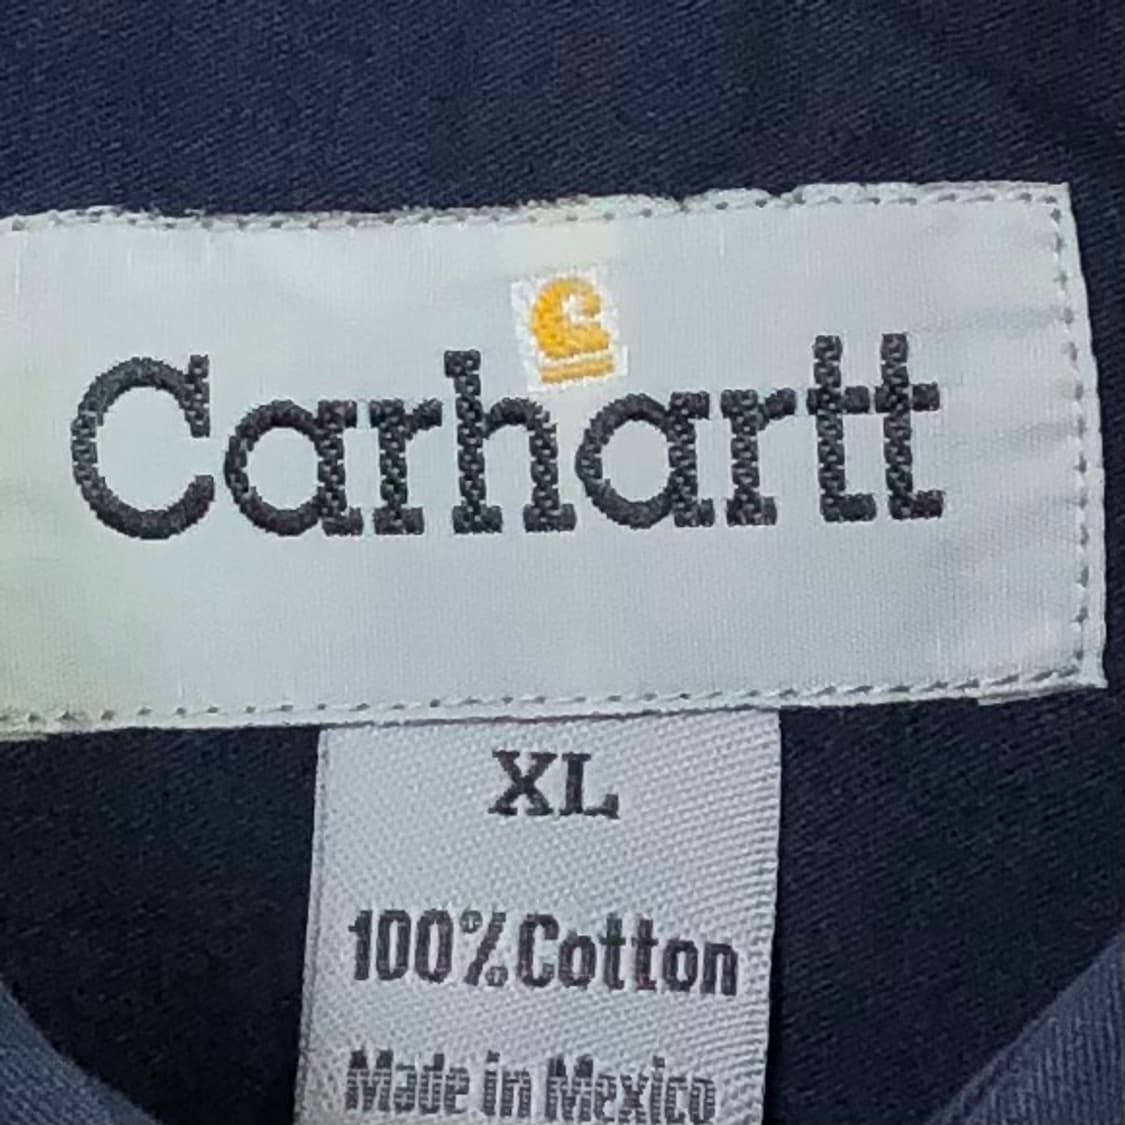 Carhartt
XL
100% Cotton
Made in Mexico